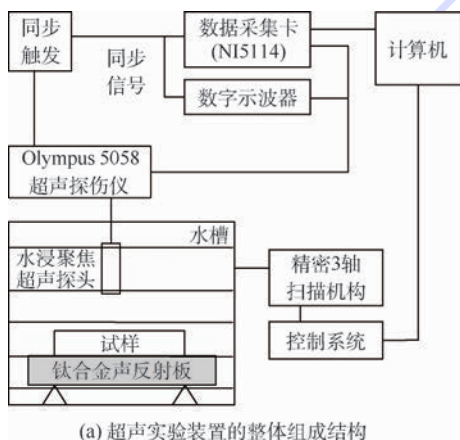 同步
触发
同步
信号
数据采集卡
(NI5114)
数字示波器
计算机
Olympus 5058
超声探伤仪
水槽
水浸聚焦
超声探头
试样
钛合金声反射板
精密3轴
扫描机构
控制系统
(a) 超声实验装置的整体组成结构